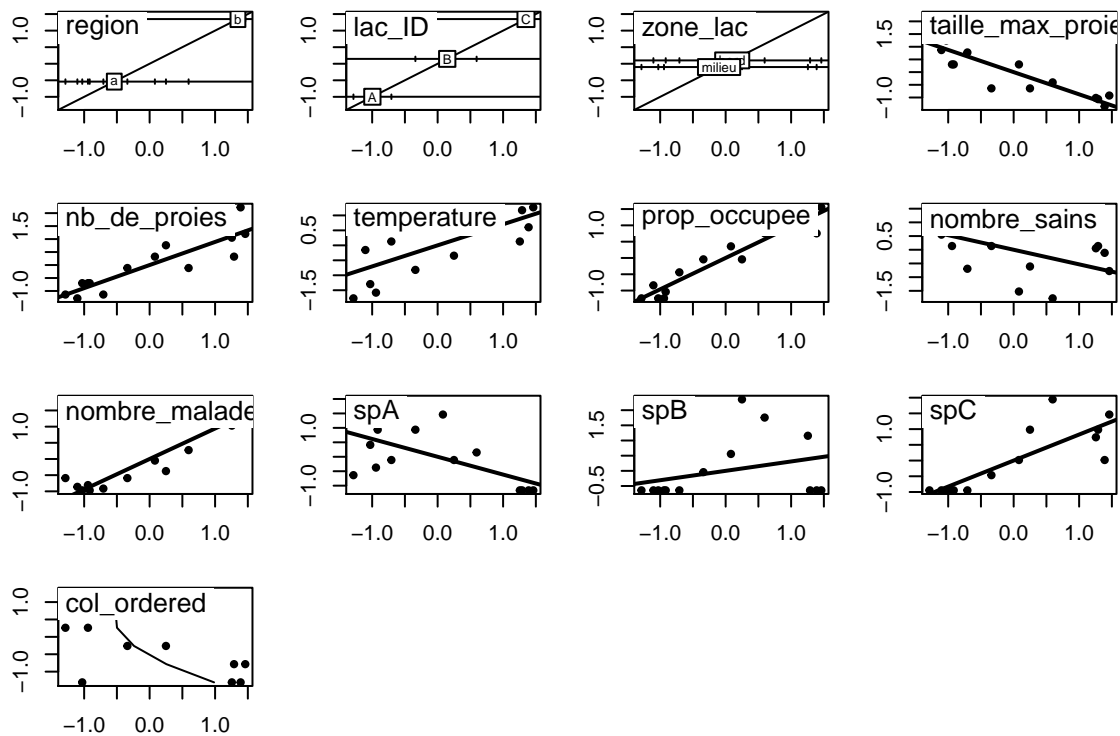 region
b
a
1.0
−1.0
−1.0 0.0 1.0
lac_ID
C
B
A
1.0
−1.0
−1.0 0.0 1.0
zone_lac
milieu
1.0
−1.0
−1.0 0.0 1.0
taille_max_proie
1.5
−1.0
−1.0 0.0 1.0
nb_de_proies
1.5
−1.0
−1.0 0.0 1.0
temperature
0.5
−1.5
−1.0 0.0 1.0
prop_occupee
1.0
−1.0
−1.0 0.0 1.0
nombre_sains
0.5
−1.5
−1.0 0.0 1.0
nombre_malade
1.0
−1.0
−1.0 0.0 1.0
spA
1.0
−1.0
−1.0 0.0 1.0
spB
1.5
−0.5
−1.0 0.0 1.0
spC
1.0
−1.0
−1.0 0.0 1.0
col_ordered
1.0
−1.0
−1.0 0.0 1.0